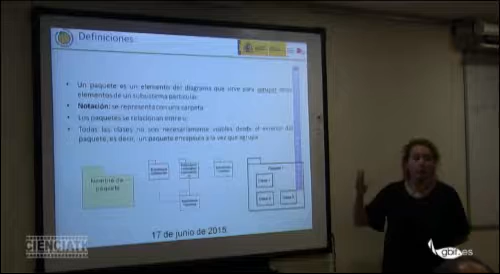 Definiciones
Un paquete es un elemento del diagrama que sirve para agrupar otros
elementos de un subsistema particular.
Notación: se representa con una carpeta
Los paquetes se relacionan entre sí.
Todas las clases no son necesariamente visibles desde el exterior del
paquete, es decir, un paquete encapsula a la vez que agrupa
Nombre de
paquete
17 de junio de 2015.
CIENCIATK
gbif.es